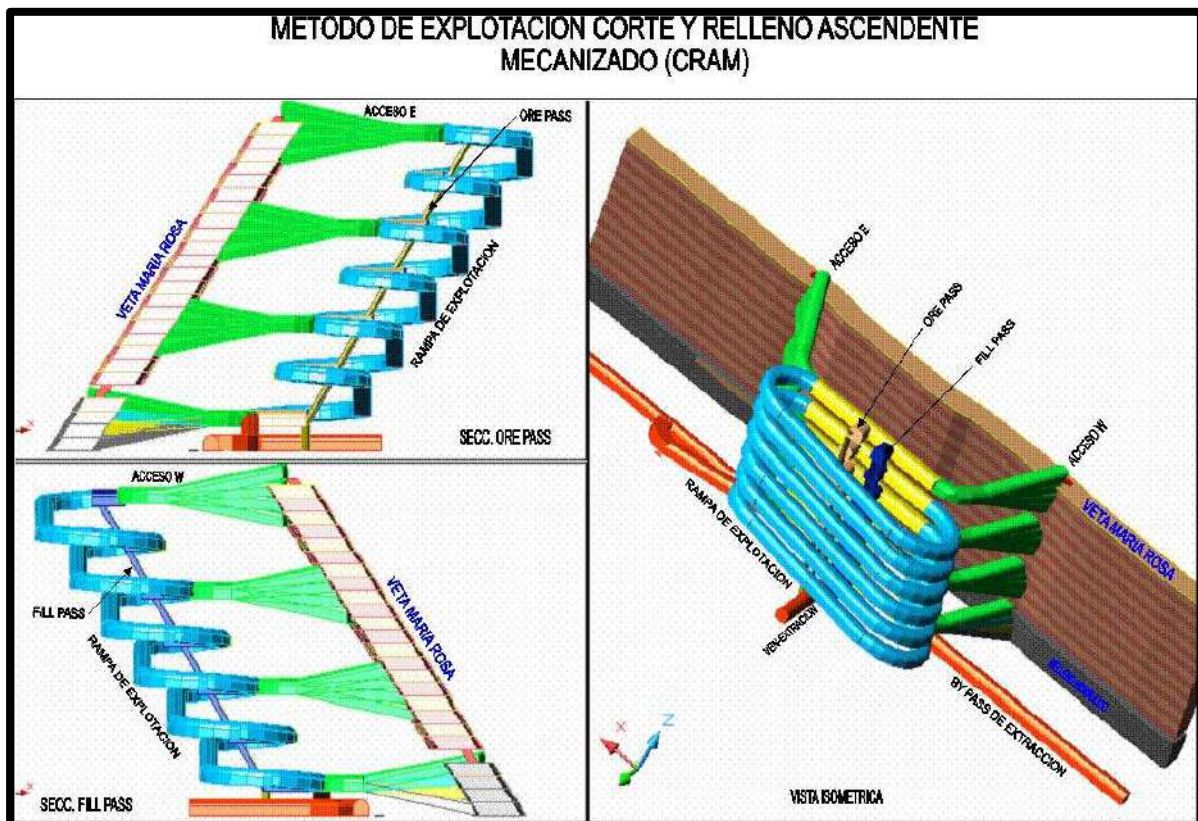 METODO DE EXPLOTACION CORTE Y RELLENO ASCENDENTE
MECANIZADO (CRAM)
ACCESO E
ORE PASS
VETA MARIA ROSA
RAMPA DE EXPLOTACION
SECC. ORE PASS
ACCESO W
FILL PASS
RAMPA DE EXPLOTACION
VETA MARIA ROSA
SECC. FILL PASS
ACCESO E
ORE PASS
FILL PASS
ACCESO W
VETA MARIA ROSA
RAMPA DE EXPLOTACION
BY PASS DE EXTRACCION
X
Z
VISTA ISOMETRICA